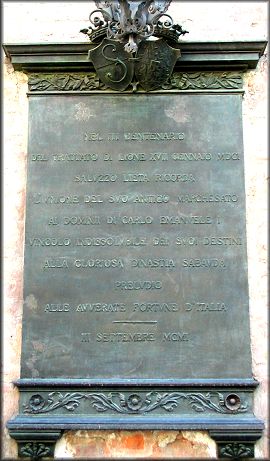 NEL III CENTENARIO
DEL TRATTATO DI LIONE XVII GENNAIO MDCI
SALUZZO LIETA RICORDA
L'UNIONE DEL SUO ANTICO MARCHESATO
AI DOMINI DI CARLO EMANUELE I
VINCOLO INDISSOLUBILE DEI SUOI DESTINI
ALLA GLORIOSA DINASTIA SABAUDA
PRELUDIO
ALLE AVVERATE FORTUNE D'ITALIA
III SETTEMBRE MCMI